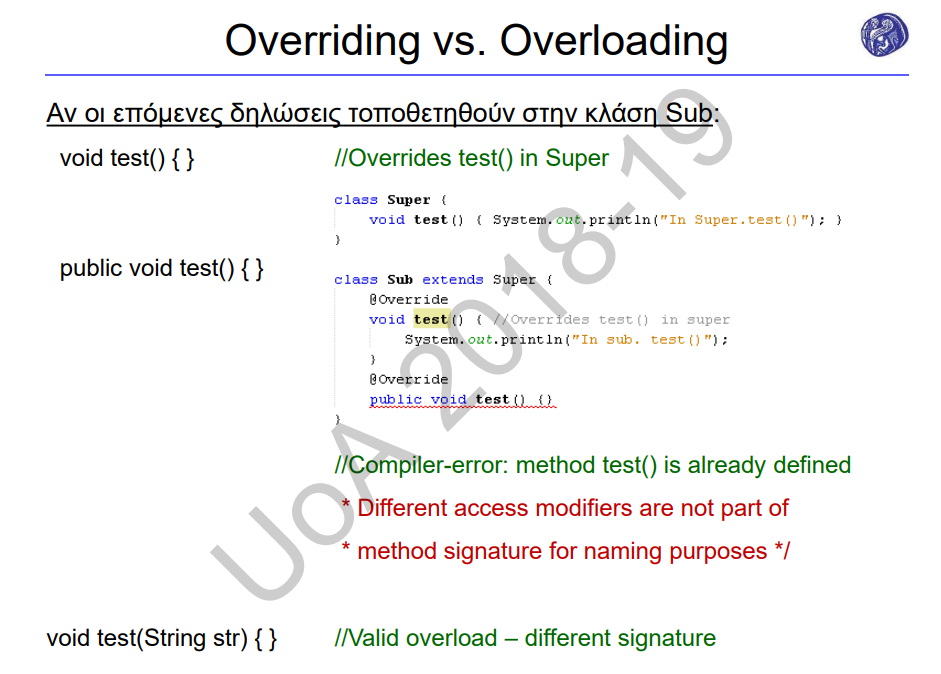 Overriding vs. Overloading
Αν οι επόμενες δηλώσεις τοποθετηθούν στην κλάση Sub:
void test() { } //Overrides test() in Super
class Super {
void test() { System.out.println("In Super.test()"); }
}
public void test() { }
class Sub extends Super {
@Override
void test() { //Overrides test() in super
System.out.println("In sub. test()");
}
@Override
public void test() {}
}
//Compiler-error: method test() is already defined
* Different access modifiers are not part of
* method signature for naming purposes */
void test(String str) { } //Valid overload – different signature
UoA 2018-19